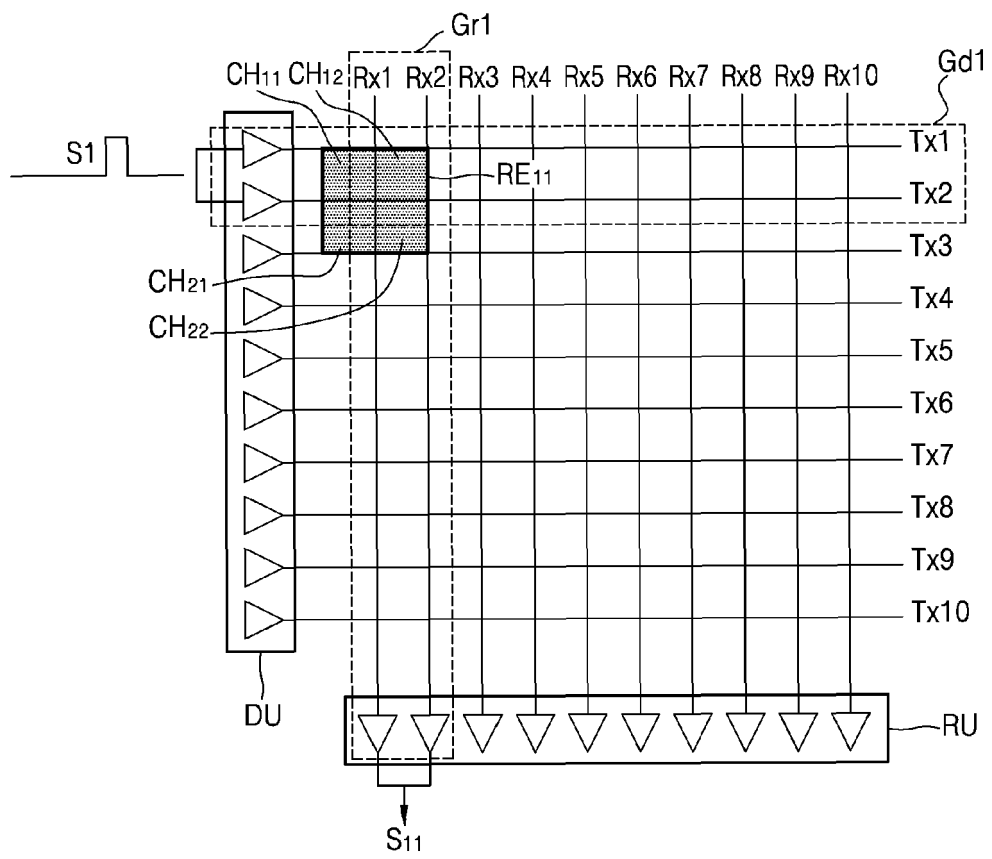 Gr1
CH11 CH12 Rx1 Rx2 Rx3 Rx4 Rx5 Rx6 Rx7 Rx8 Rx9 Rx10 Gd1
S1
Tx1
RE11
Tx2
Tx3
CH21
Tx4
CH22
Tx5
Tx6
Tx7
Tx8
Tx9
Tx10
DU
RU
S11